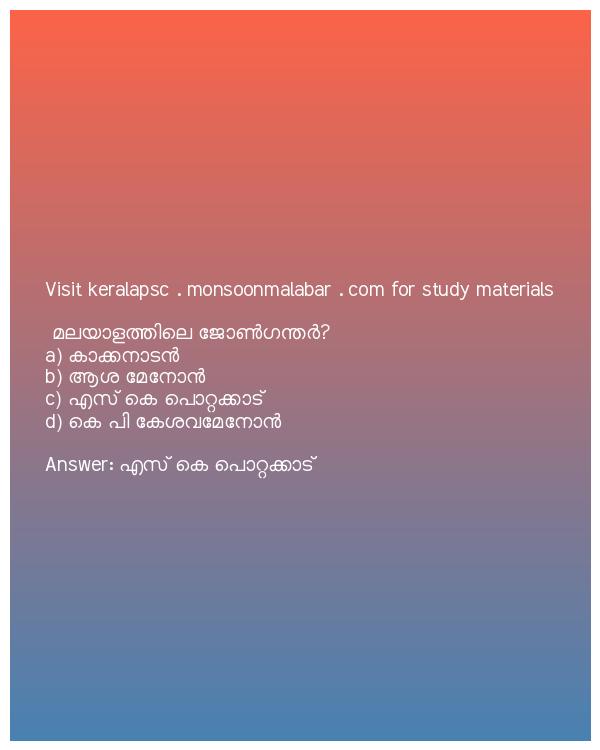 Visit keralapsc . monsoonmalabar . com for study materials
മലയാളത്തിലെ ജോൺഗന്തർ?
a) കാക്കനാടൻ
b) ആശ മേനോൻ
c) എസ് കെ പൊറ്റക്കാട്
d) കെ പി കേശവമേനോൻ
Answer: എസ് കെ പൊറ്റക്കാട്